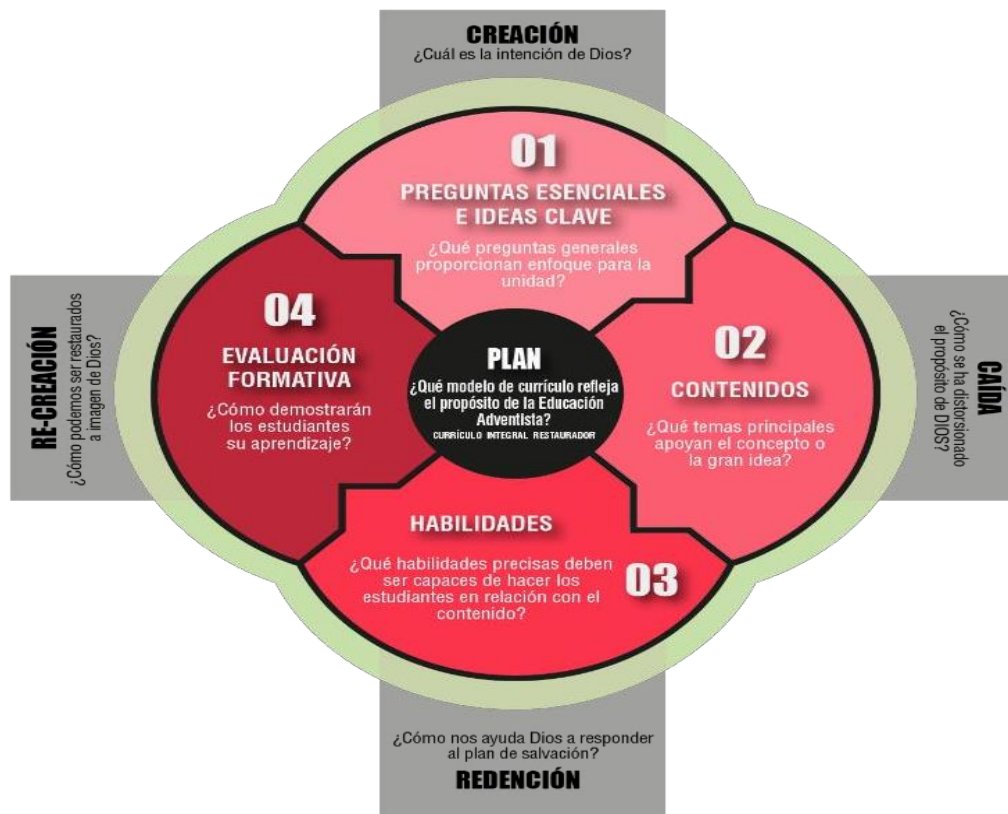 CREACIÓN
¿Cuál es la intención de Dios?
01
PREGUNTAS ESENCIALES
E IDEAS CLAVE
¿Qué preguntas generales
proporcionan enfoque para la
unidad?
RE-CREACIÓN
¿Cómo podemos ser restaurados
a imagen de Dios?
04
EVALUACIÓN
FORMATIVA
¿Cómo demostrarán
los estudiantes
su aprendizaje?
PLAN
¿Qué modelo de currículo refleja
el propósito de la Educación
Adventista?
CURRÍCULO INTEGRAL RESTAURADOR
02
CONTENIDOS
¿Qué temas principales
apoyan el concepto o
la gran idea?
CAÍDA
¿Cómo se ha distorsionado
el propósito de DIOS?
HABILIDADES
¿Qué habilidades precisas deben
ser capaces de hacer los
estudiantes en relación con el
contenido?
03
¿Cómo nos ayuda Dios a responder
al plan de salvación?
REDENCIÓN